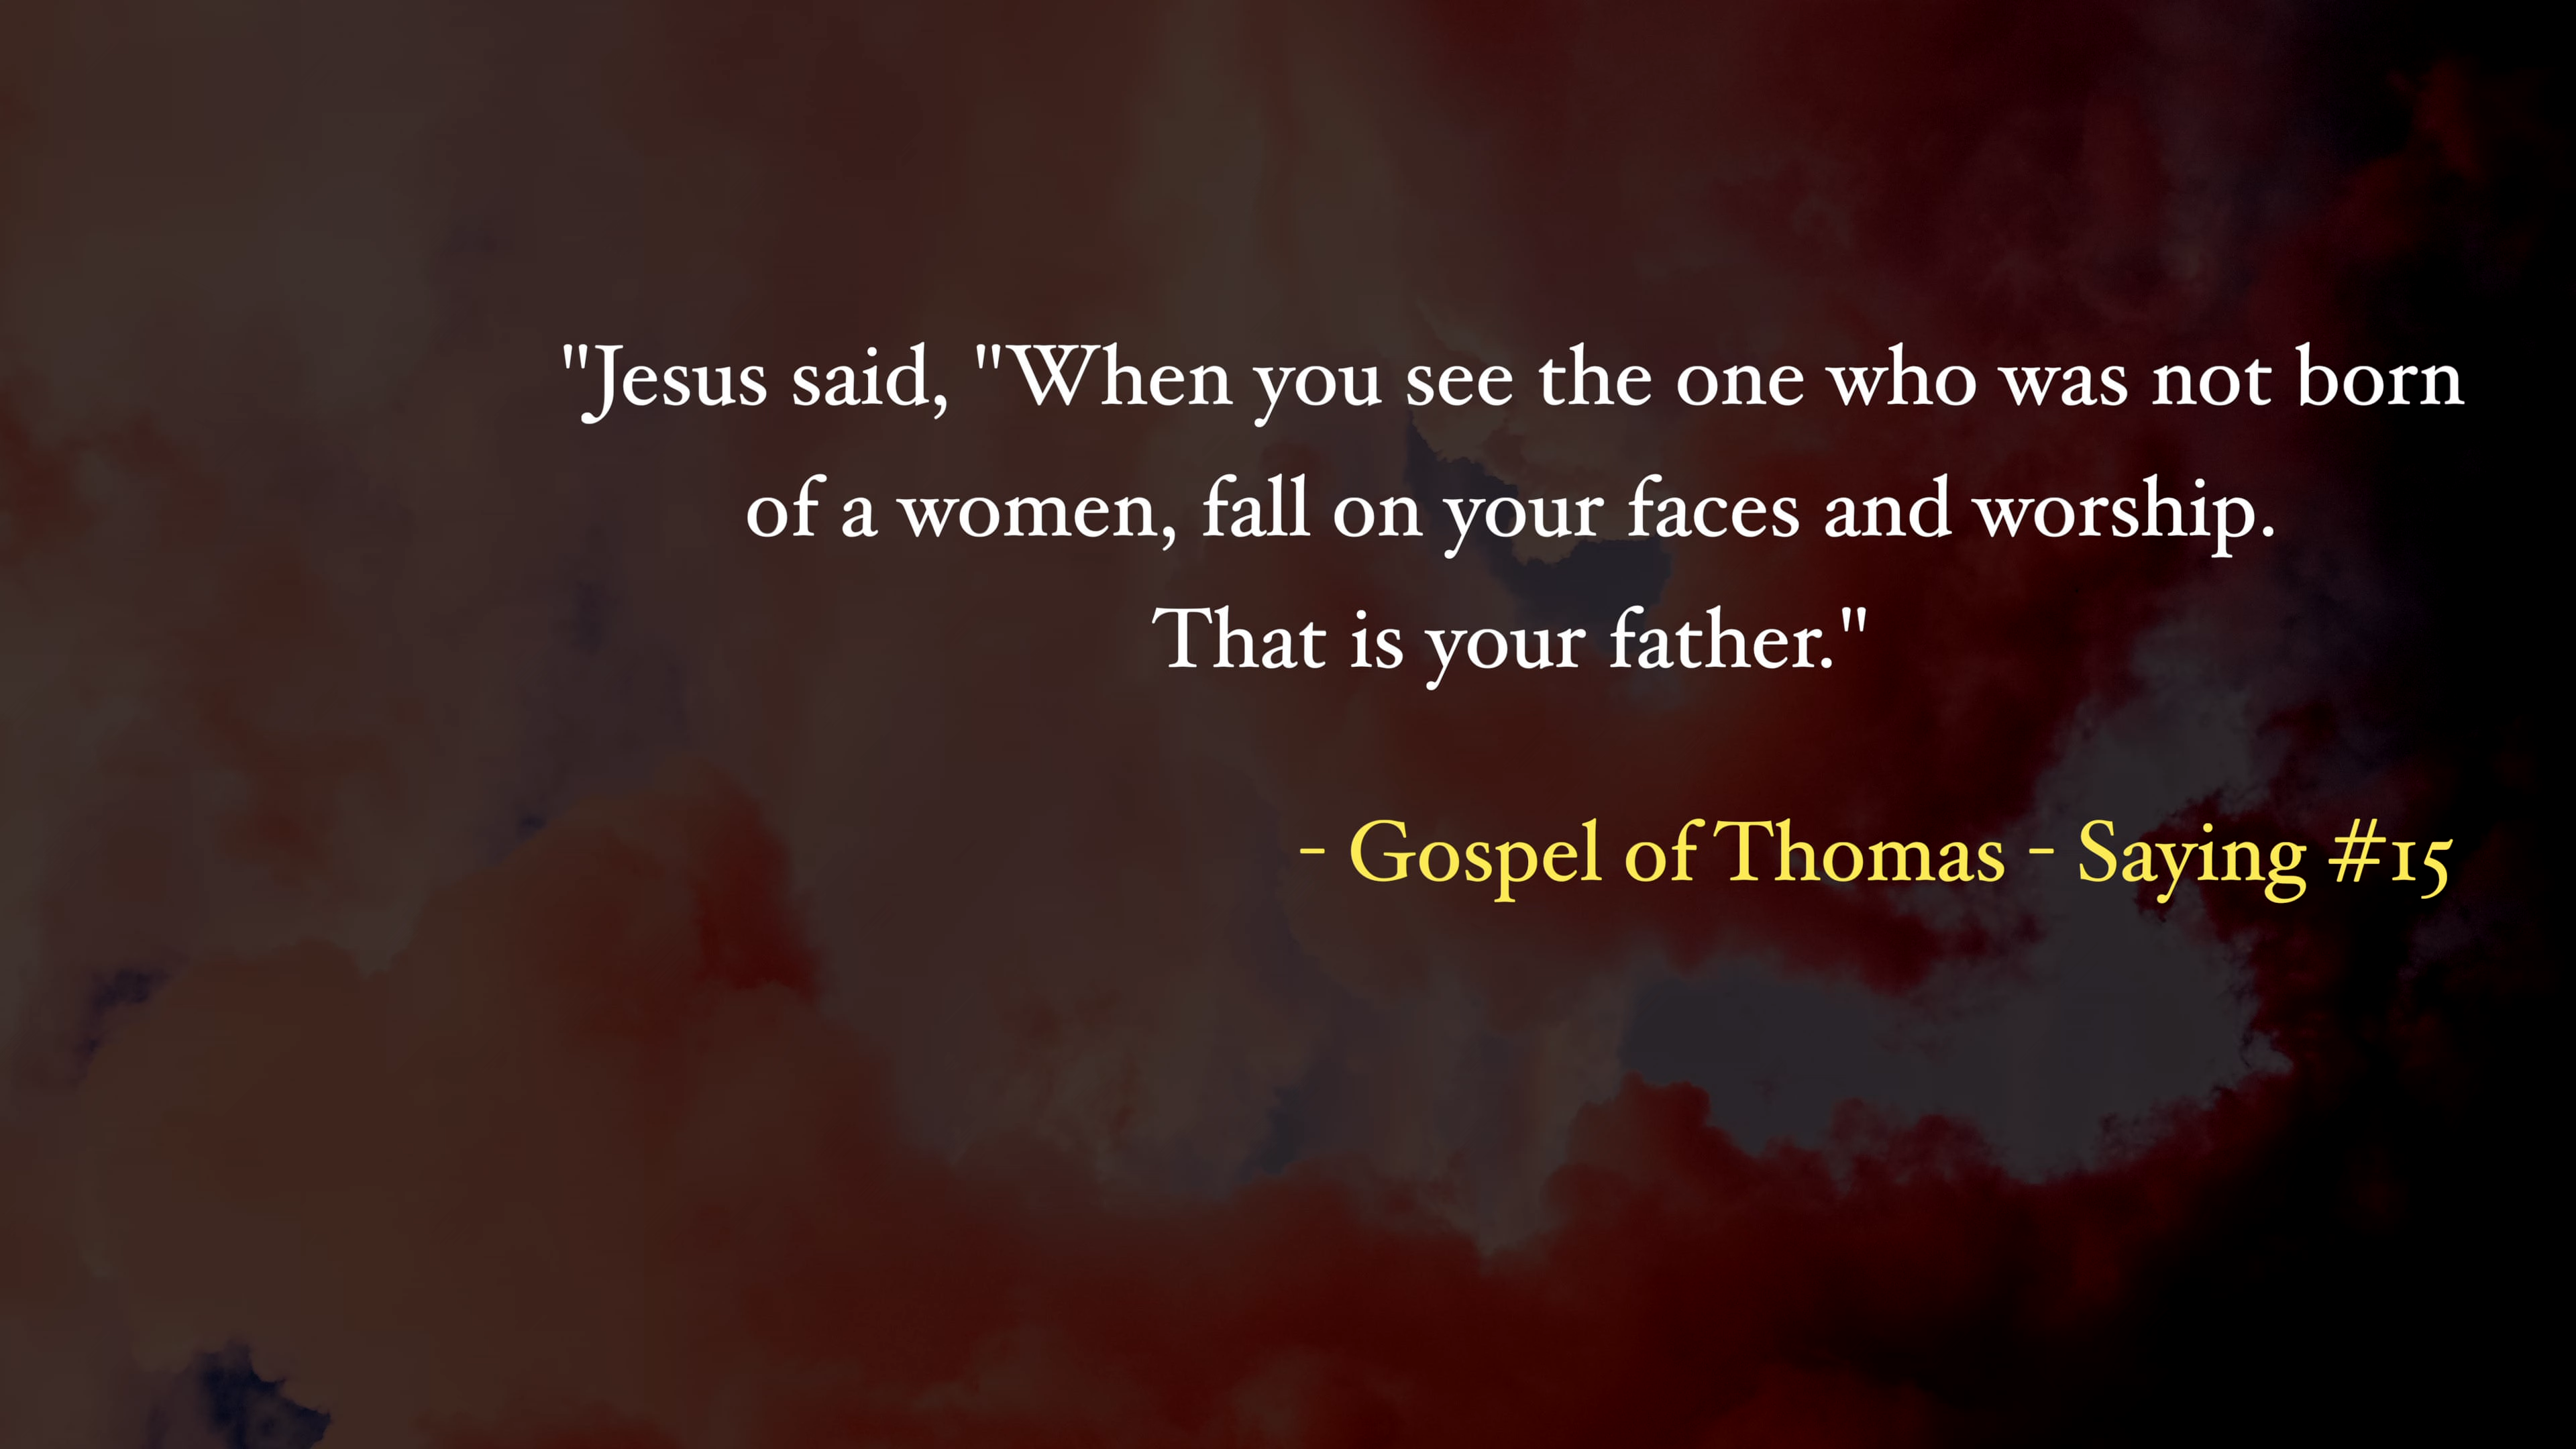 "Jesus said, "When you see the one who was not born
of a women, fall on your faces and worship.
That is your father."
- Gospel of Thomas - Saying #15